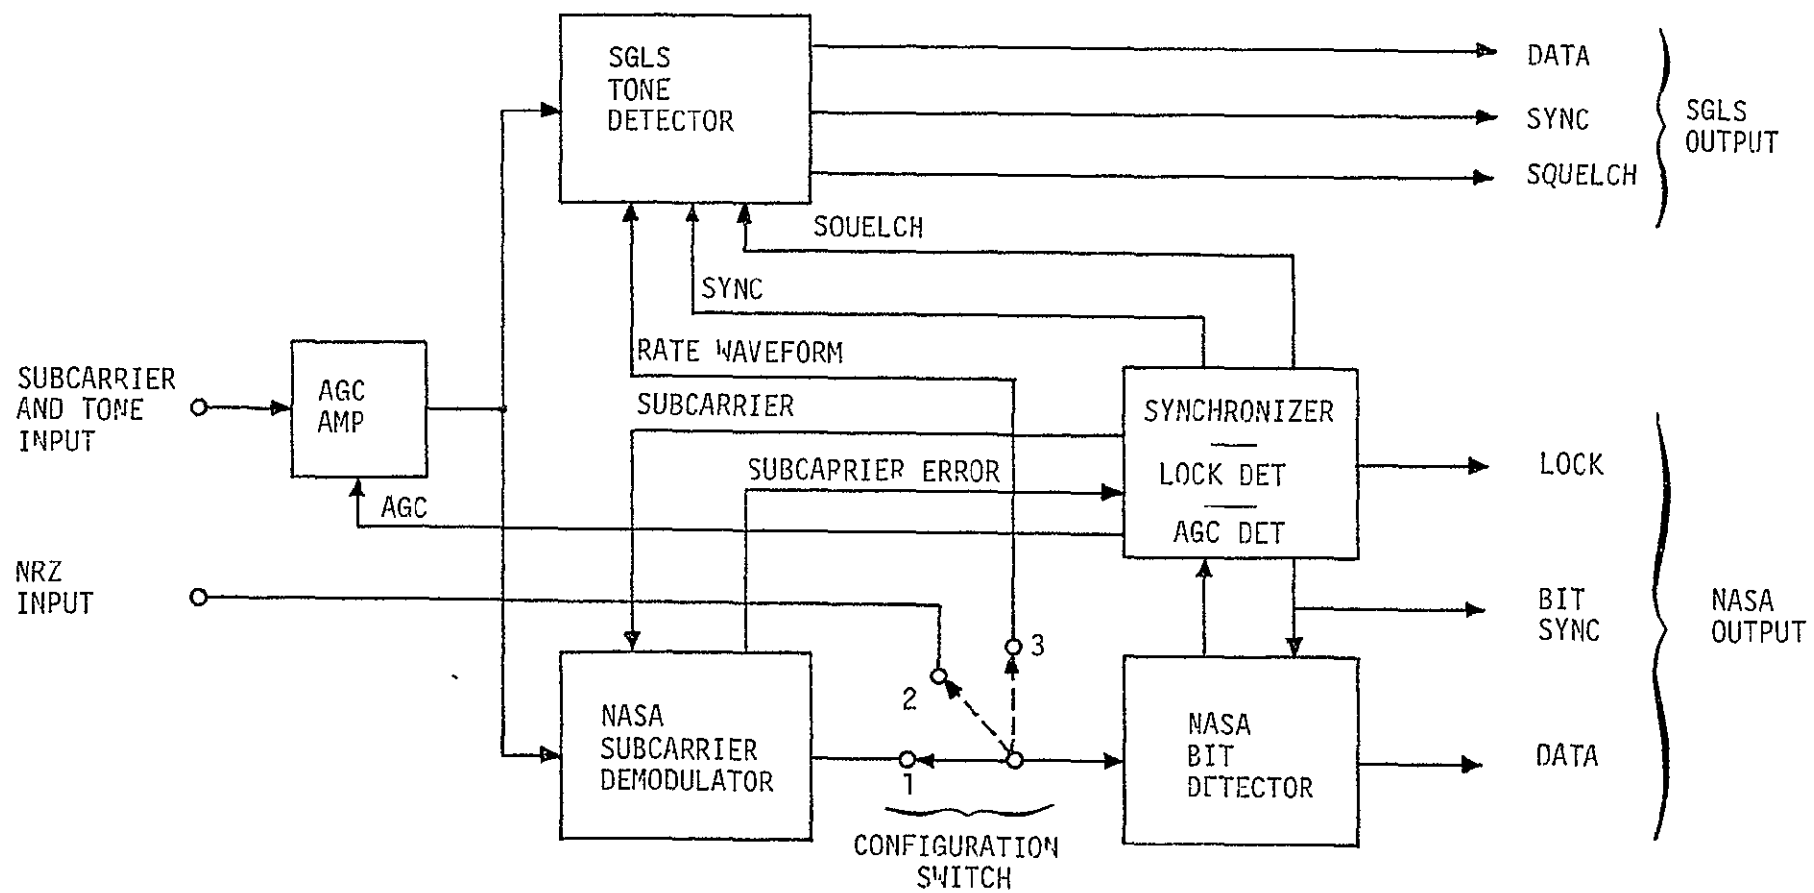 SGLS
TONE
DETECTOR
DATA
SYNC
SQUELCH
SGLS
OUTPUT
SOUELCH
SYNC
RATE WAVEFORM
SUBCARRIER
AND TONE
INPUT
AGC
AMP
SUBCARRIER
SUBCAPRIER ERROR
AGC
SYNCHRONIZER
LOCK DET
AGC DET
LOCK
NRZ
INPUT
BIT
SYNC
NASA
OUTPUT
3
2
1
NASA
SUBCARRIER
DEMODULATOR
NASA
BIT
DETECTOR
DATA
CONFIGURATION
SWITCH